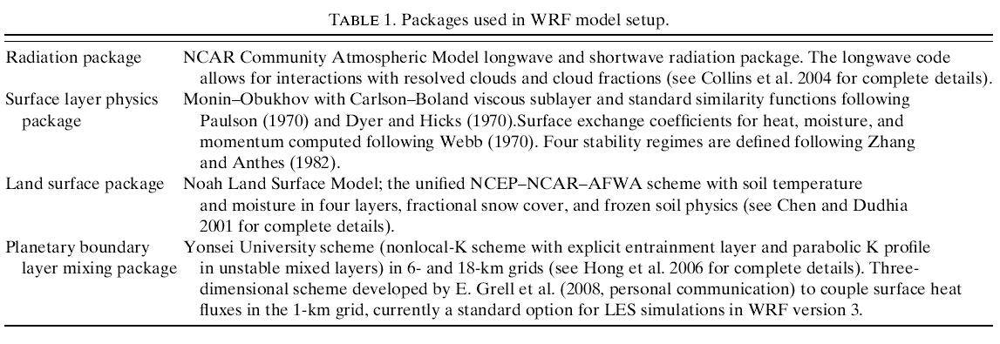 TABLE 1. Packages used in WRF model setup.
Radiation package NCAR Community Atmospheric Model longwave and shortwave radiation package. The longwave code
allows for interactions with resolved clouds and cloud fractions (see Collins et al. 2004 for complete details).
Surface layer physics Monin–Obukhov with Carlson–Boland viscous sublayer and standard similarity functions following
package Paulson (1970) and Dyer and Hicks (1970).Surface exchange coefficients for heat, moisture, and
momentum computed following Webb (1970). Four stability regimes are defined following Zhang
and Anthes (1982).
Land surface package Noah Land Surface Model; the unified NCEP–NCAR–AFWA scheme with soil temperature
and moisture in four layers, fractional snow cover, and frozen soil physics (see Chen and Dudhia
2001 for complete details).
Planetary boundary Yonsei University scheme (nonlocal-K scheme with explicit entrainment layer and parabolic K profile
layer mixing package in unstable mixed layers) in 6- and 18-km grids (see Hong et al. 2006 for complete details). Three-
dimensional scheme developed by E. Grell et al. (2008, personal communication) to couple surface heat
fluxes in the 1-km grid, currently a standard option for LES simulations in WRF version 3.